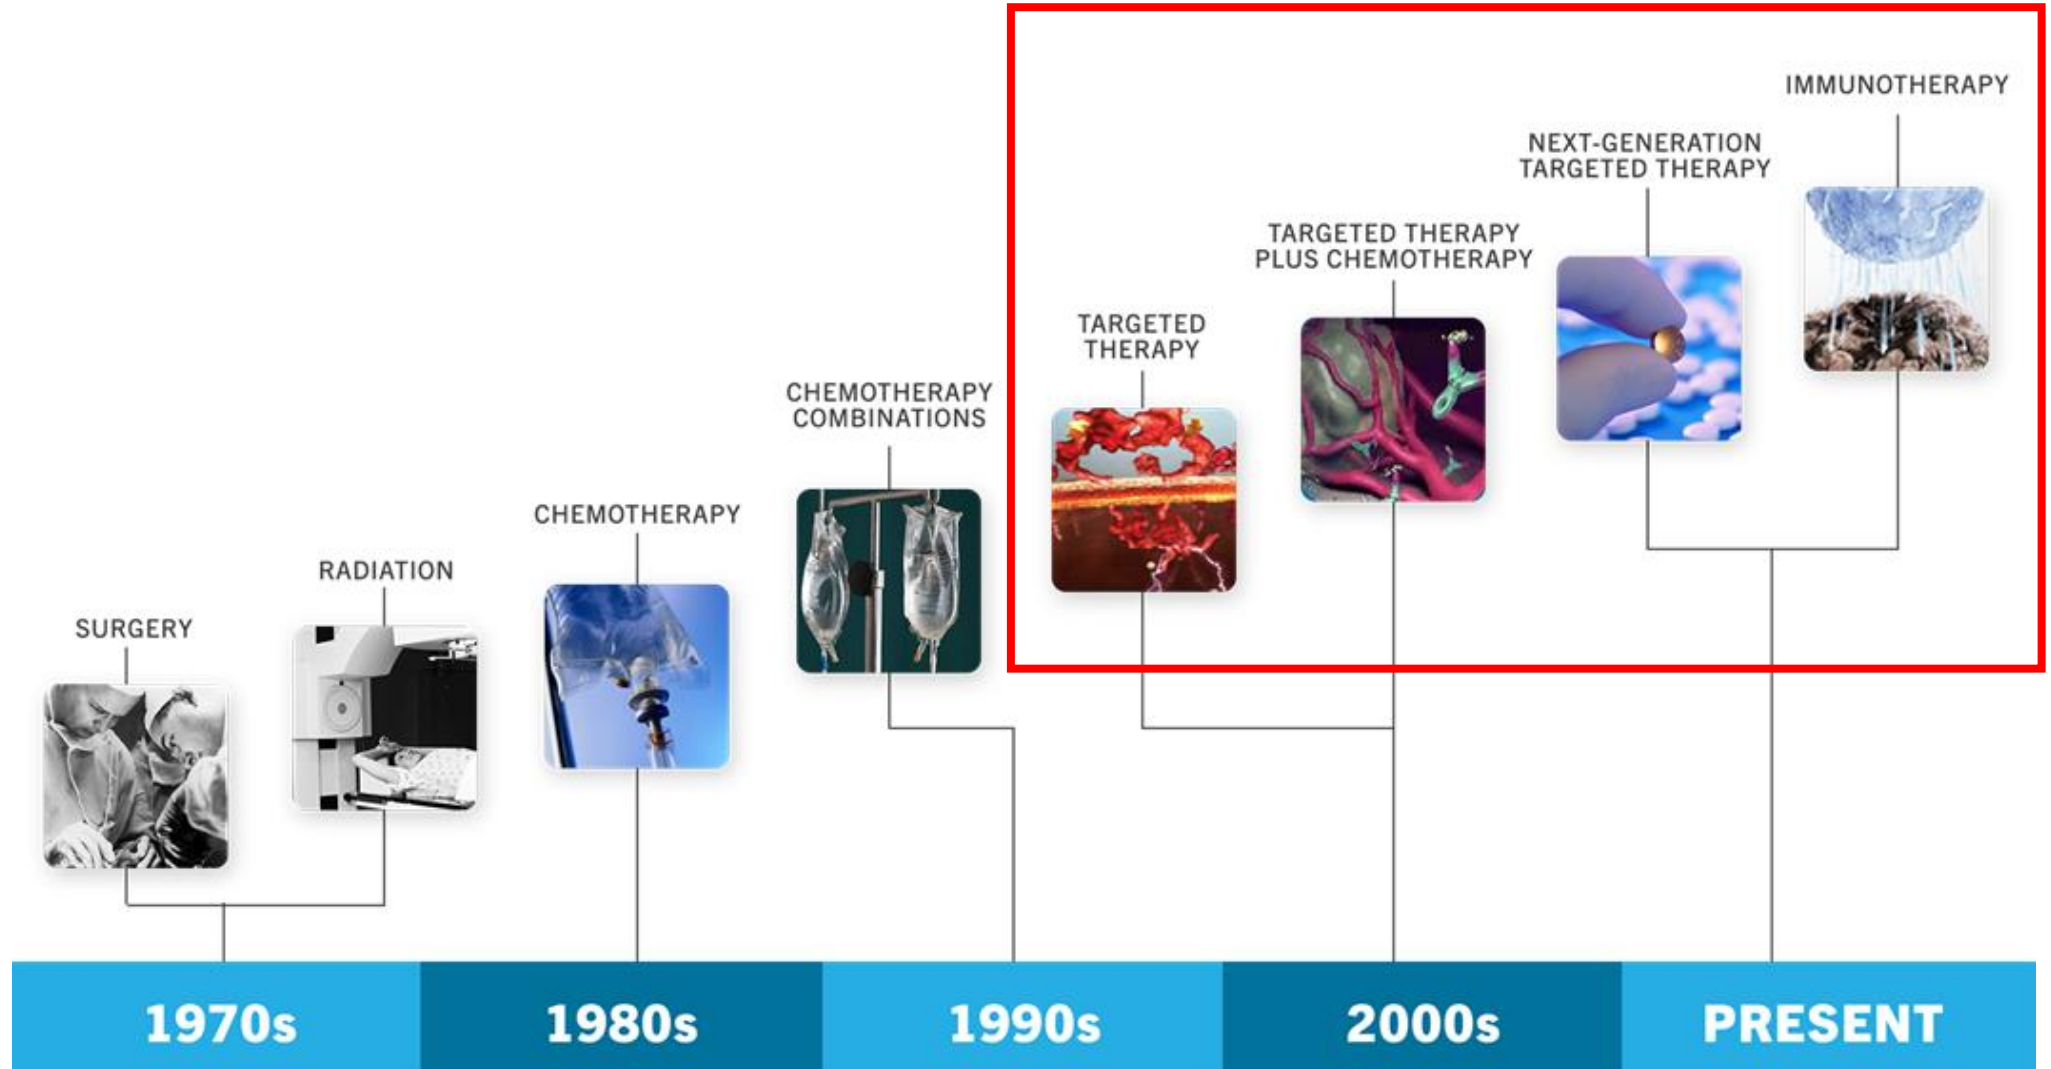 IMMUNOTHERAPY
NEXT-GENERATION
TARGETED THERAPY
TARGETED THERAPY
PLUS CHEMOTHERAPY
TARGETED
THERAPY
CHEMOTHERAPY
COMBINATIONS
CHEMOTHERAPY
RADIATION
SURGERY
1970s
1980s
1990s
2000s
PRESENT